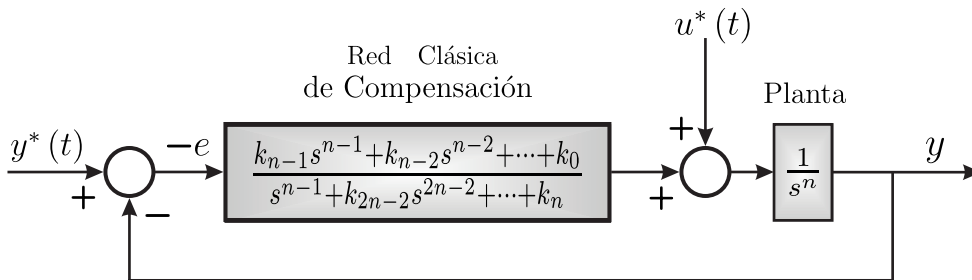 u* (t)
Red Clásica
de Compensación
Planta
y* (t)
+
−
−e
k_{n−1}s^{n−1}+k_{n−2}s^{n−2}+···+k_0
s^{n−1}+k_{2n−2}s^{2n−2}+···+k_n
+
+
1
s^n
y